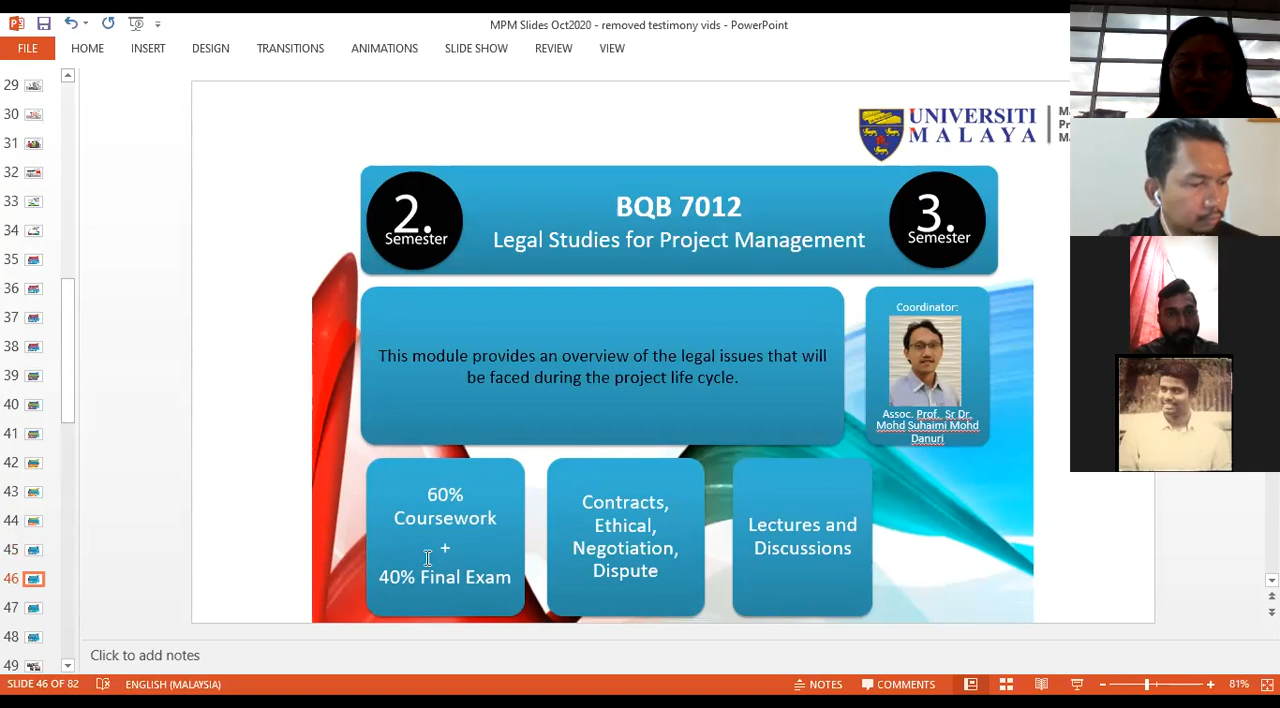 MPM Slides Oct2020 - removed testimony vids - PowerPoint
FILE HOME INSERT DESIGN TRANSITIONS ANIMATIONS SLIDE SHOW REVIEW VIEW
29
30
31
32
33
34
35
36
37
38
39
40
41
42
43
44
45
46
47
48
49
UNIVERSITI
MALAYA
2.
Semester
BQB 7012
Legal Studies for Project Management
3.
Semester
This module provides an overview of the legal issues that will
be faced during the project life cycle.
Coordinator:
Assoc. Prof. Sr Dr.
Mohd Suhaimi Mohd
Danuri
60%
Coursework
+
40% Final Exam
Contracts,
Ethical,
Negotiation,
Dispute
Lectures and
Discussions
Click to add notes
SLIDE 46 OF 82 ENGLISH (MALAYSIA) NOTES COMMENTS 81%